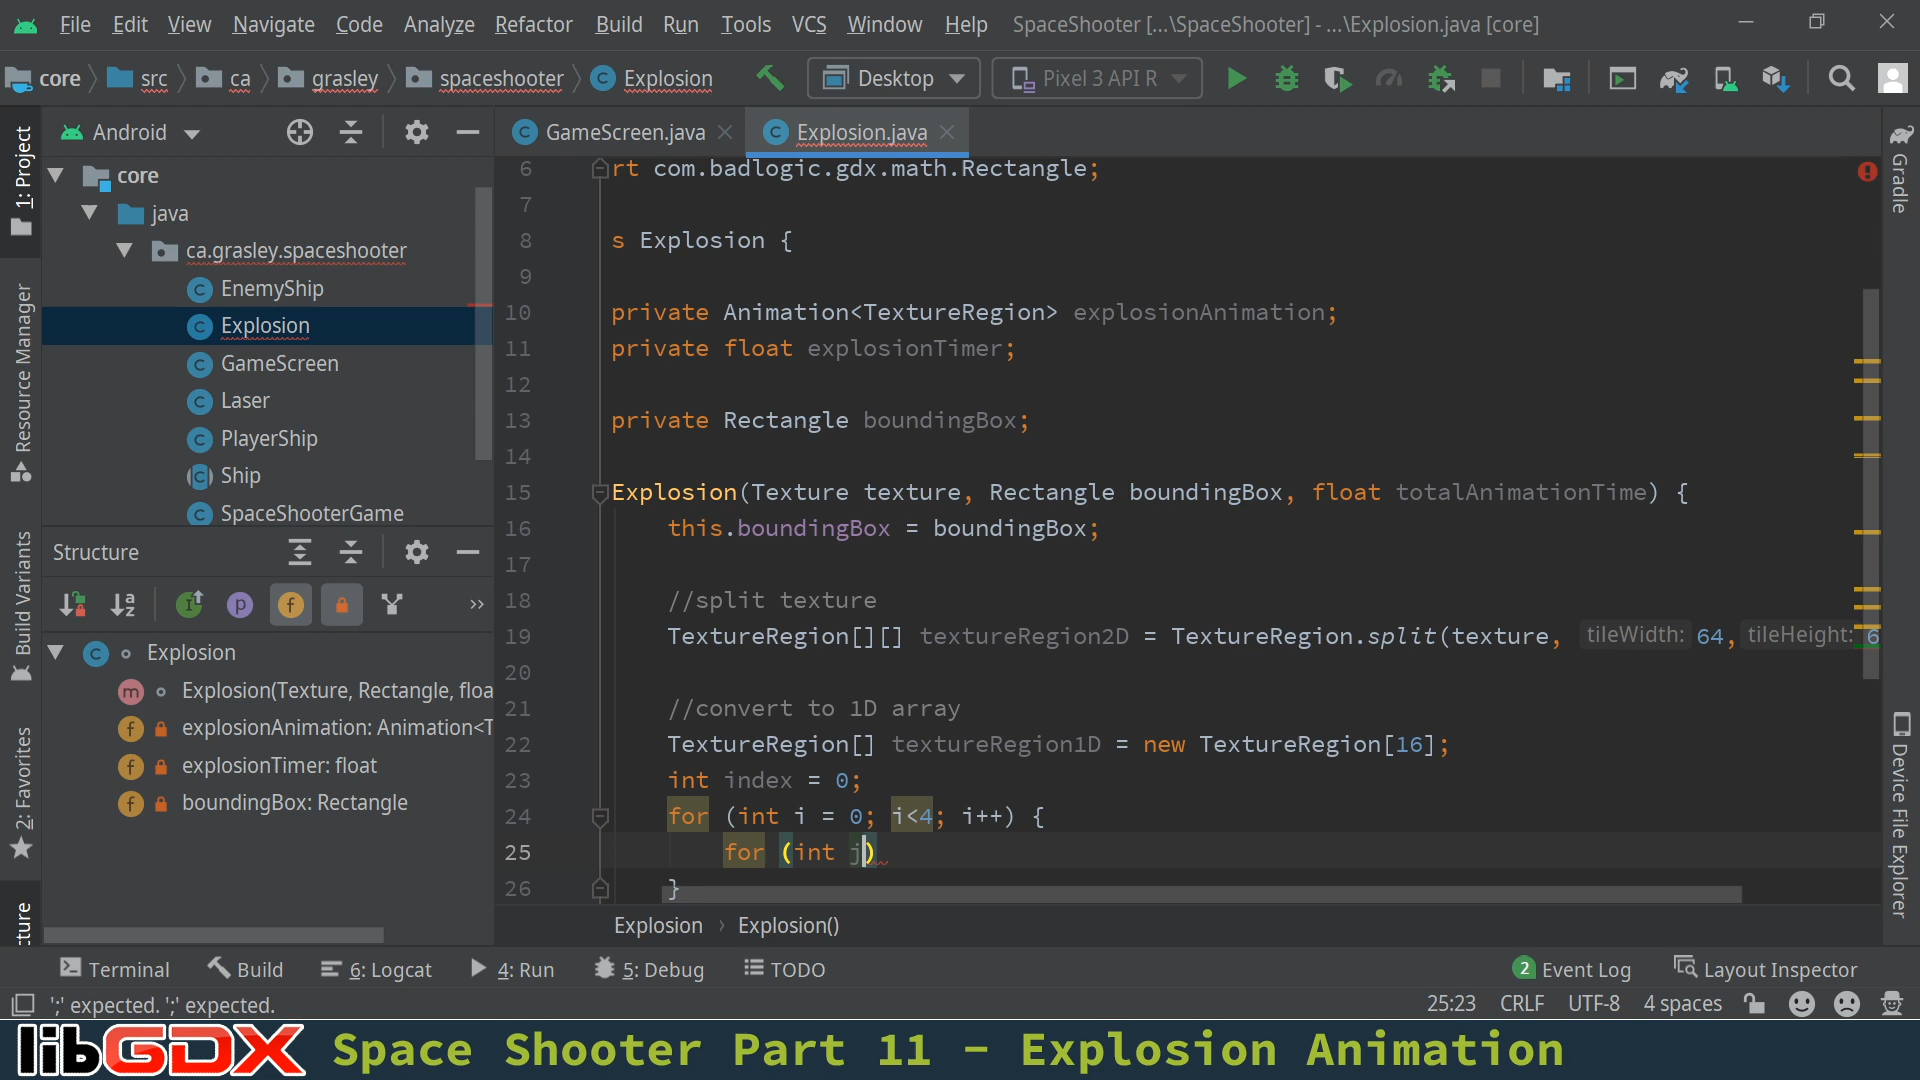 File Edit View Navigate Code Analyze Refactor Build Run Tools VCS Window Help SpaceShooter [...\SpaceShooter] - ...\Explosion.java [core]
core src ca grasley spaceshooter Explosion Desktop Pixel 3 API R
Android
GameScreen.java Explosion.java
1: Project
Resource Manager
Build Variants
2: Favorites
cture
core
java
ca.grasley.spaceshooter
EnemyShip
Explosion
GameScreen
Laser
PlayerShip
Ship
SpaceShooterGame
Structure
Explosion
Explosion(Texture, Rectangle, floa
explosionAnimation: Animation<T
explosionTimer: float
boundingBox: Rectangle
6 rt com.badlogic.gdx.math.Rectangle;
7
8 s Explosion {
9
10 private Animation<TextureRegion> explosionAnimation;
11 private float explosionTimer;
12
13 private Rectangle boundingBox;
14
15 Explosion(Texture texture, Rectangle boundingBox, float totalAnimationTime) {
16 this.boundingBox = boundingBox;
17
18 //split texture
19 TextureRegion[][] textureRegion2D = TextureRegion.split(texture, tileWidth: 64, tileHeight: 6
20
21 //convert to 1D array
22 TextureRegion[] textureRegion1D = new TextureRegion[16];
23 int index = 0;
24 for (int i = 0; i<4; i++) {
25 for (int j)
26 }
Explosion › Explosion()
Gradle
Device File Explorer
Terminal Build 6: Logcat 4: Run 5: Debug TODO 2 Event Log Layout Inspector
';' expected. ';' expected. 25:23 CRLF UTF-8 4 spaces
libGDX Space Shooter Part 11 - Explosion Animation